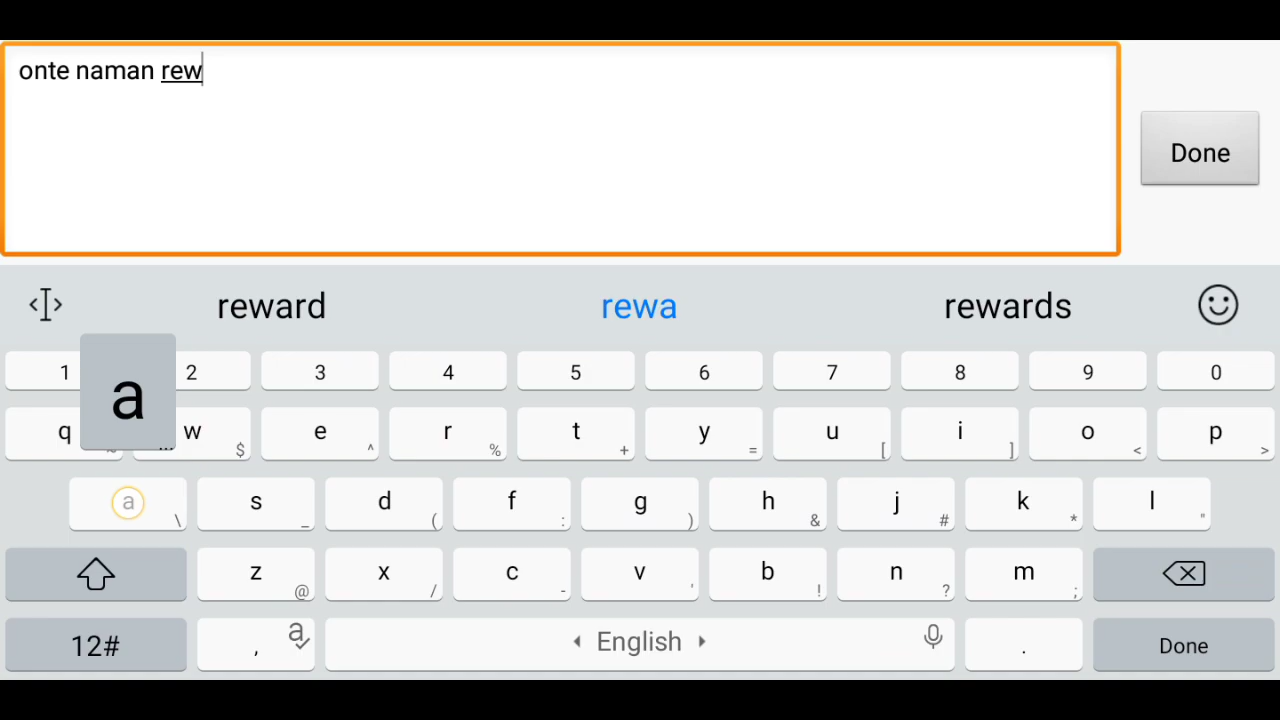 onte naman rew
Done
reward rewa rewards
1 2 3 4 5 6 7 8 9 0
a
q w $ e ^ r % t + y = u [ i ] o < p >
a \ s _ d ( f : g ) h & j # k * l "
z @ x / c - v ' b ! n ? m ;
12# , a English . Done